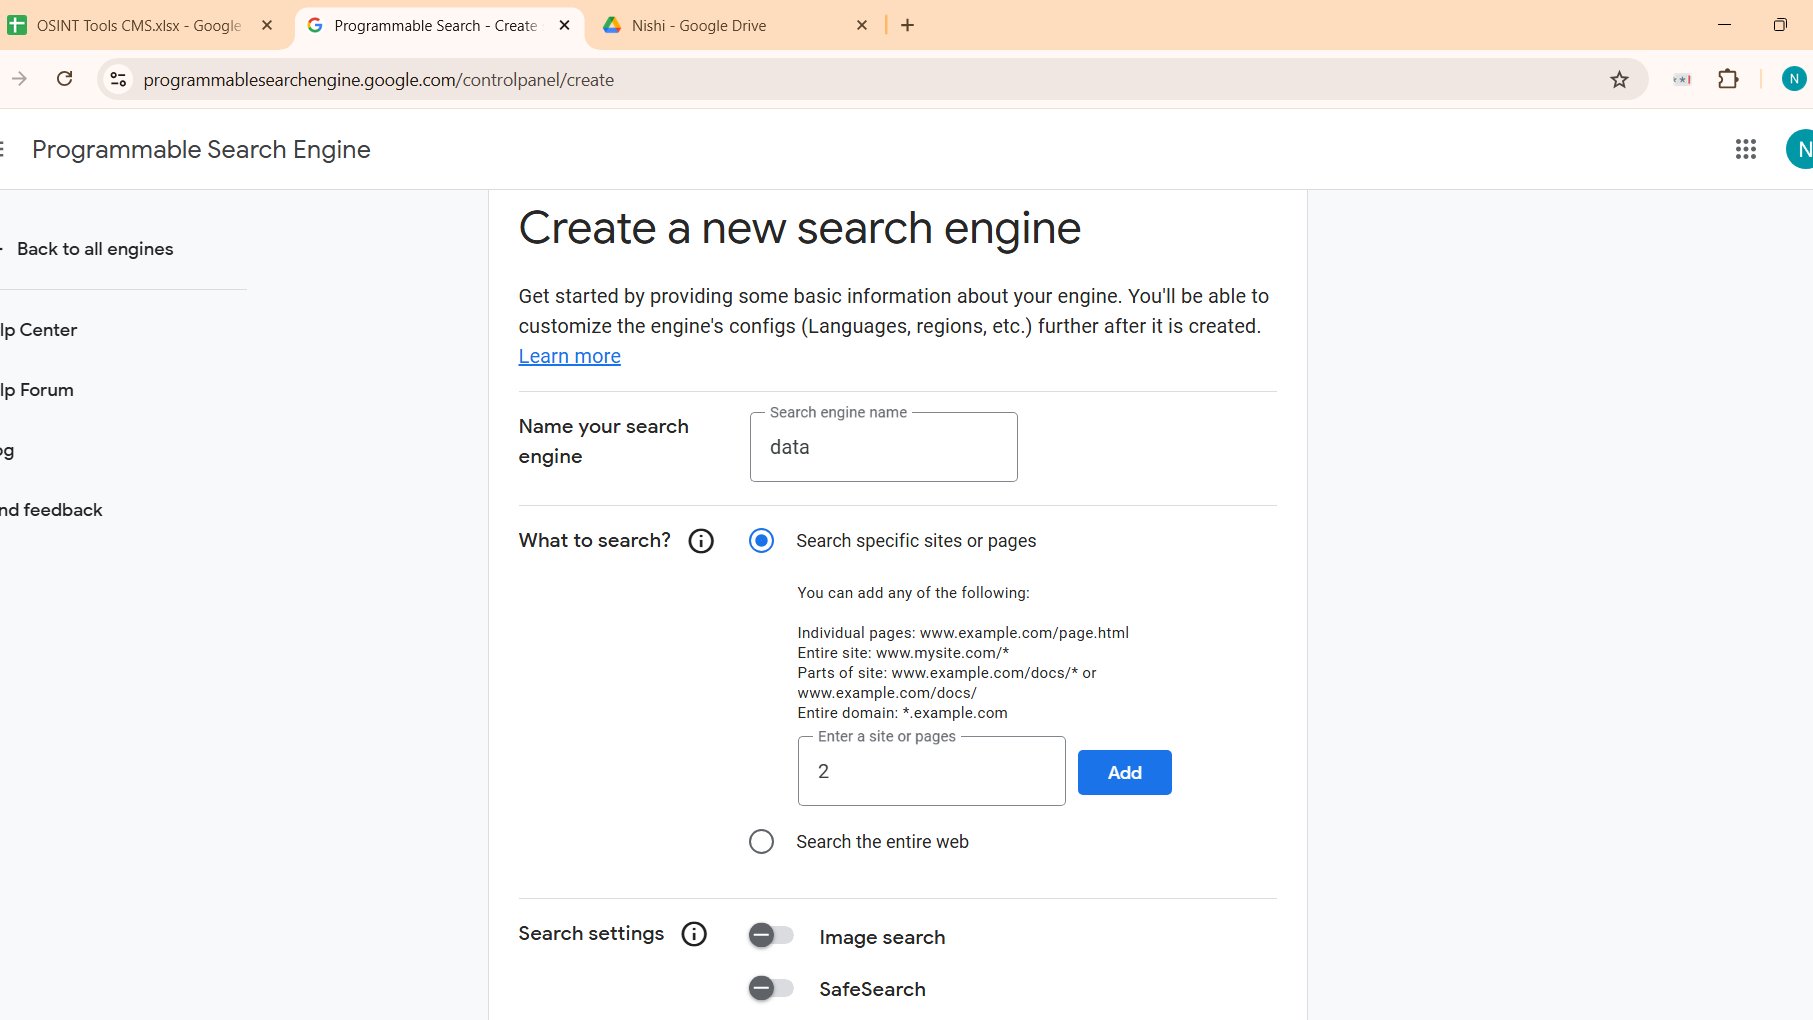 OSINT Tools CMS.xlsx - Google
Programmable Search - Create
Nishi - Google Drive
programmablesearchengine.google.com/controlpanel/create
N
Programmable Search Engine
N
Back to all engines
lp Center
lp Forum
og
nd feedback
Create a new search engine
Get started by providing some basic information about your engine. You'll be able to
customize the engine's configs (Languages, regions, etc.) further after it is created.
Learn more
Name your search
engine
Search engine name
data
What to search?
Search specific sites or pages
You can add any of the following:
Individual pages: www.example.com/page.html
Entire site: www.mysite.com/*
Parts of site: www.example.com/docs/* or
www.example.com/docs/
Entire domain: *.example.com
Enter a site or pages
2
Add
Search the entire web
Search settings
Image search
SafeSearch